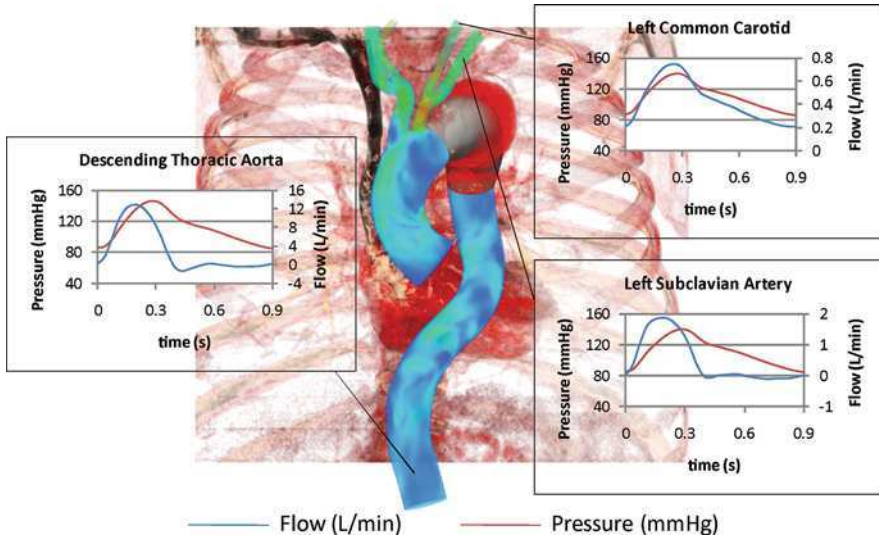 Left Common Carotid
160
120
80
40
0.8
0.6
0.4
0.2
0
Pressure (mmHg)
Flow (L/min)
0 0.3 0.6 0.9
time (s)
Descending Thoracic Aorta
160
120
80
40
16
12
8
4
0
-4
Pressure (mmHg)
Flow (L/min)
0 0.3 0.6 0.9
time (s)
Left Subclavian Artery
160
120
80
40
2
1
0
-1
Pressure (mmHg)
Flow (L/min)
0 0.3 0.6 0.9
time (s)
Flow (L/min) Pressure (mmHg)